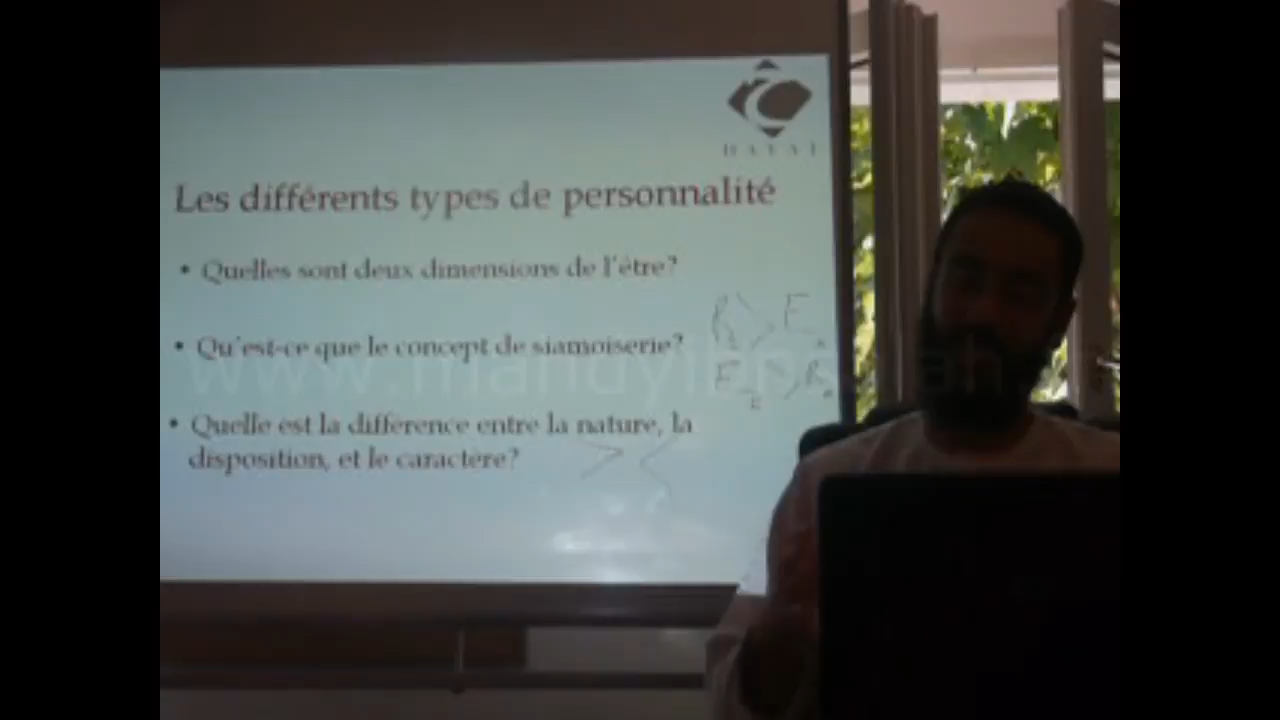 HAYAT
Les différents types de personnalité
• Quelles sont deux dimensions de l'être?
• Qu'est-ce que le concept de siamoiserie?
• Quelle est la différence entre la nature, la
disposition, et le caractère?
R > E
E > R